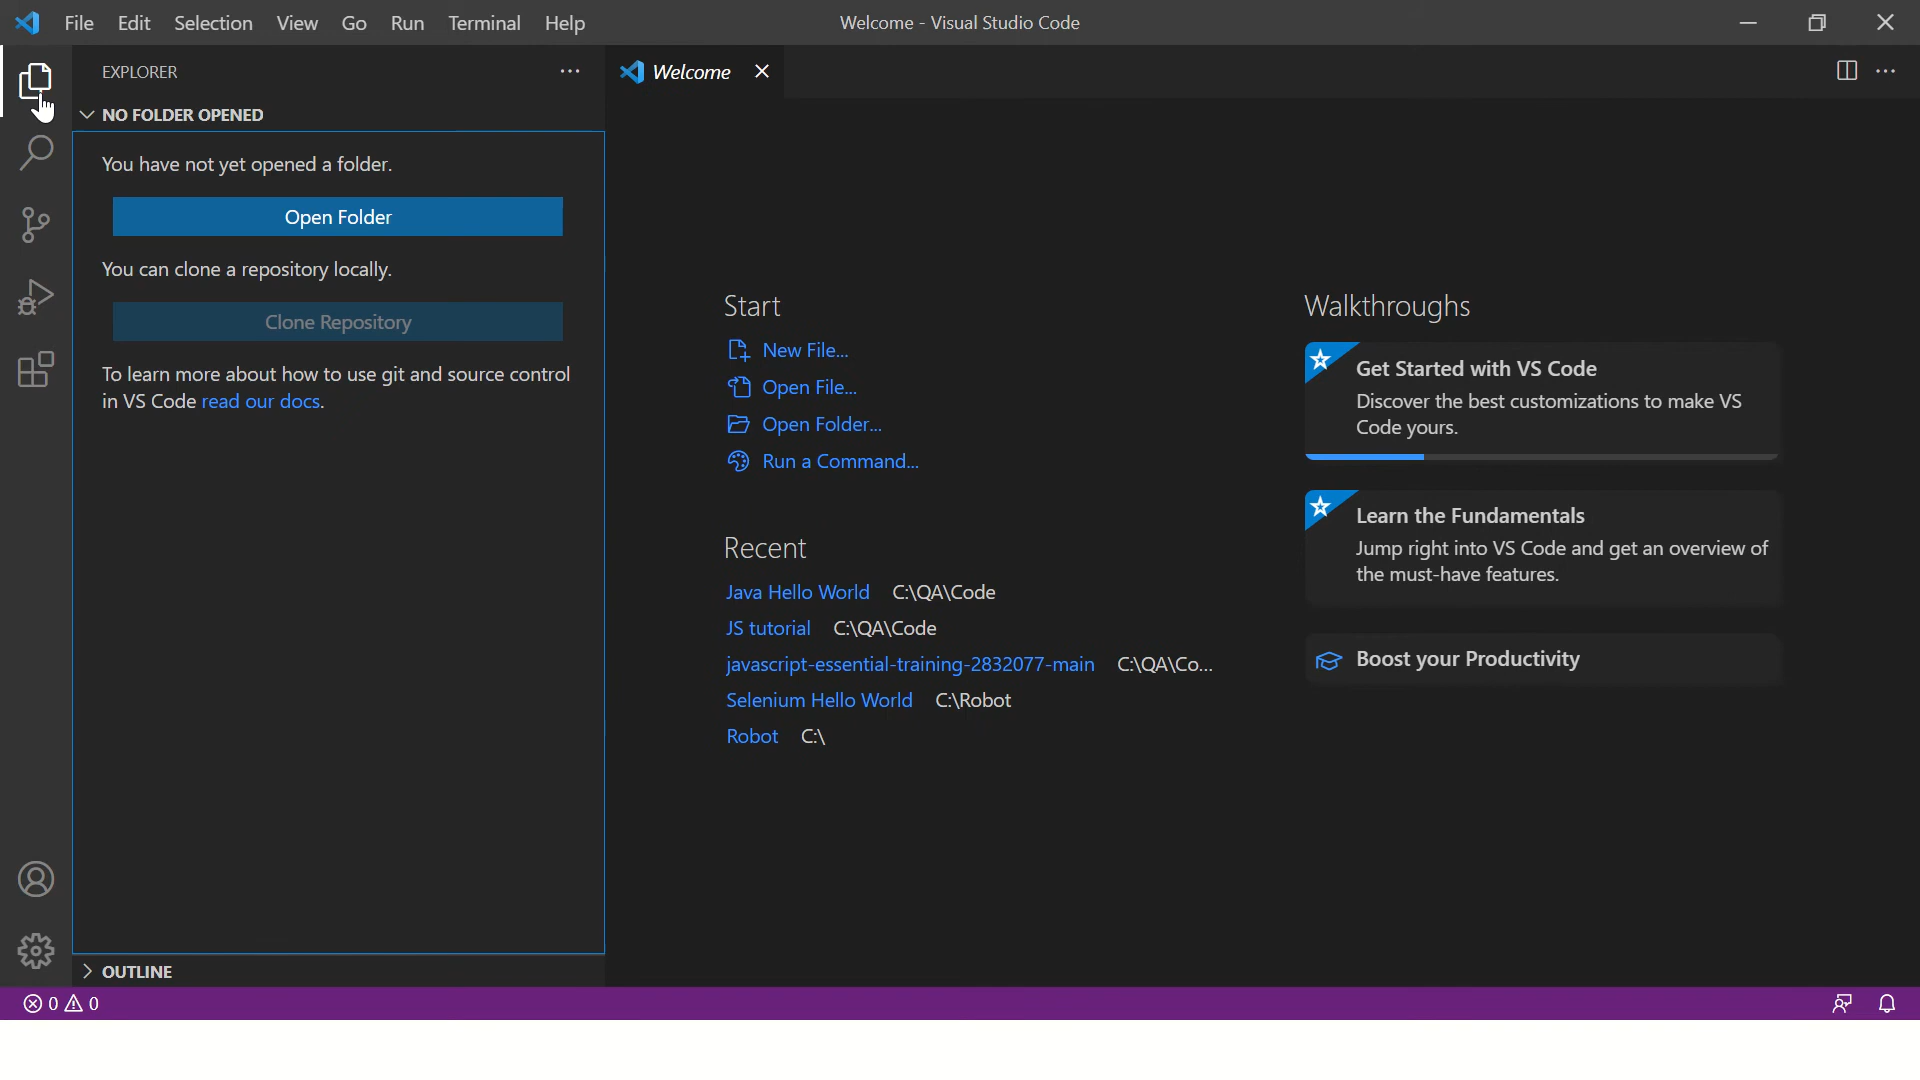 File Edit Selection View Go Run Terminal Help
Welcome - Visual Studio Code
EXPLORER
NO FOLDER OPENED
You have not yet opened a folder.
Open Folder
You can clone a repository locally.
Clone Repository
To learn more about how to use git and source control
in VS Code read our docs.
OUTLINE
Welcome
Start
New File...
Open File...
Open Folder...
Run a Command...
Recent
Java Hello World C:\QA\Code
JS tutorial C:\QA\Code
javascript-essential-training-2832077-main C:\QA\Co...
Selenium Hello World C:\Robot
Robot C:\
Walkthroughs
Get Started with VS Code
Discover the best customizations to make VS
Code yours.
Learn the Fundamentals
Jump right into VS Code and get an overview of
the must-have features.
Boost your Productivity
0 0